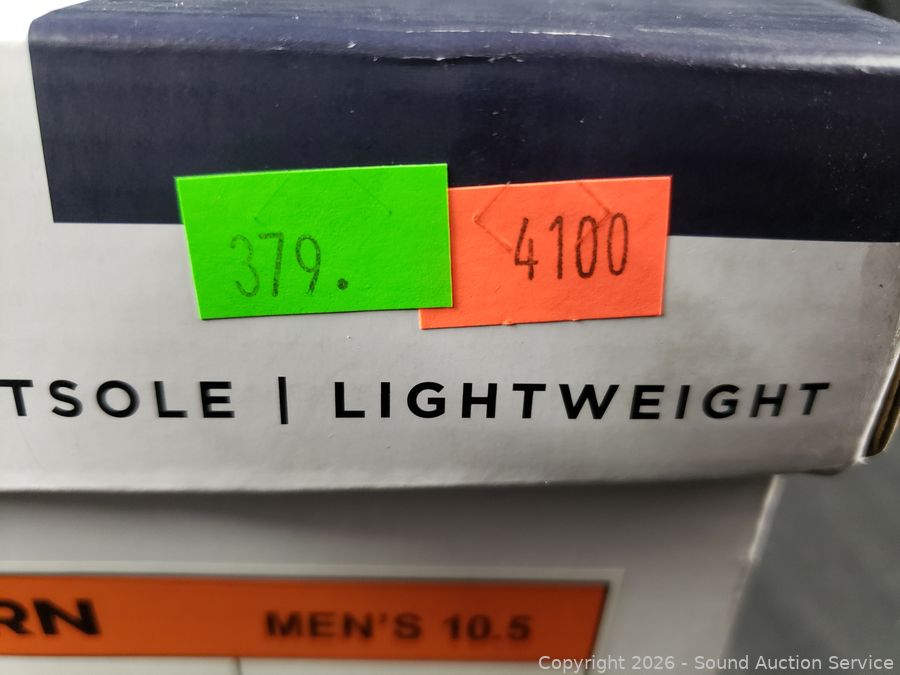 379.
4100
TSOLE | LIGHTWEIGHT
RN MEN'S 10.5
Copyright 2026 - Sound Auction Service